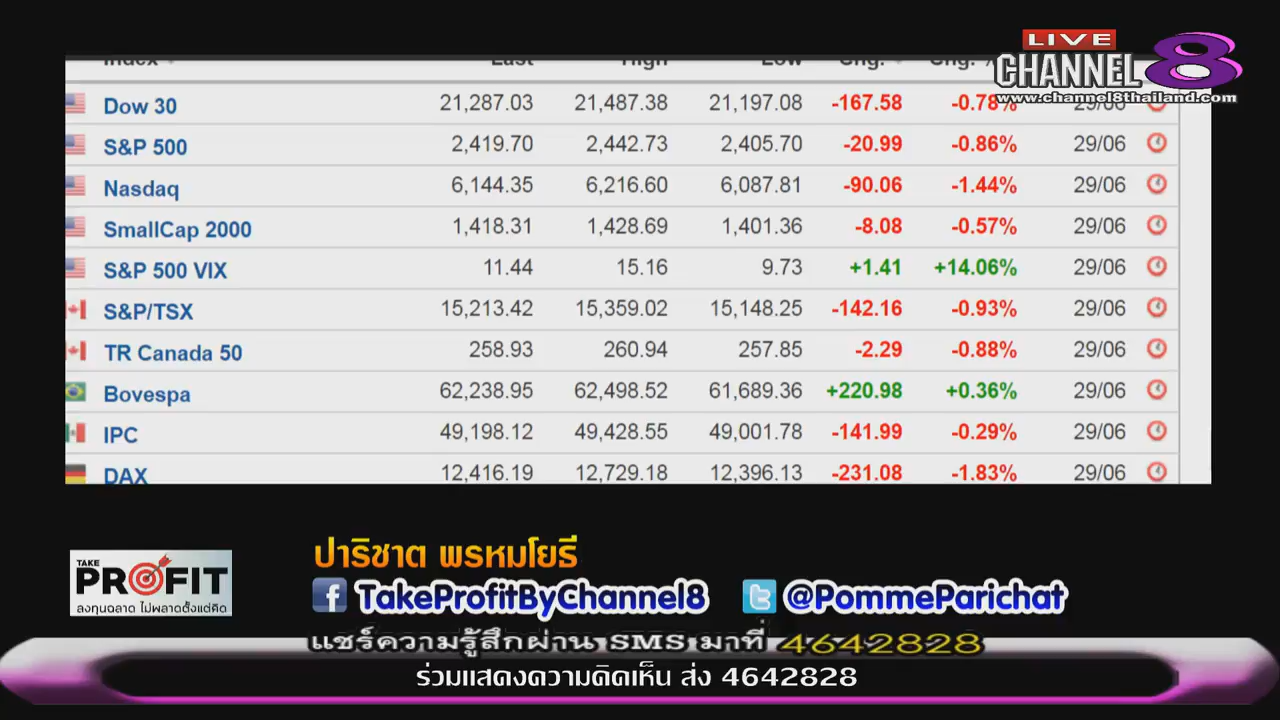 LIVE
CHANNEL 8
www.channel8thailand.com
Index Last High Low Chg. Chg. %
Dow 30 21,287.03 21,487.38 21,197.08 -167.58 -0.78% 29/06
S&P 500 2,419.70 2,442.73 2,405.70 -20.99 -0.86% 29/06
Nasdaq 6,144.35 6,216.60 6,087.81 -90.06 -1.44% 29/06
SmallCap 2000 1,418.31 1,428.69 1,401.36 -8.08 -0.57% 29/06
S&P 500 VIX 11.44 15.16 9.73 +1.41 +14.06% 29/06
S&P/TSX 15,213.42 15,359.02 15,148.25 -142.16 -0.93% 29/06
TR Canada 50 258.93 260.94 257.85 -2.29 -0.88% 29/06
Bovespa 62,238.95 62,498.52 61,689.36 +220.98 +0.36% 29/06
IPC 49,198.12 49,428.55 49,001.78 -141.99 -0.29% 29/06
DAX 12,416.19 12,729.18 12,396.13 -231.08 -1.83% 29/06
ปาริชาต พรหมโยธี
TAKE
PROFIT
ลงทุนฉลาด ไม่พลาดตั้งแต่คิด
TakeProfitByChannel8 @PommeParichat
แชร์ความรู้สึกผ่าน SMS มาที่ 4642828
ร่วมแสดงความคิดเห็น ส่ง 4642828